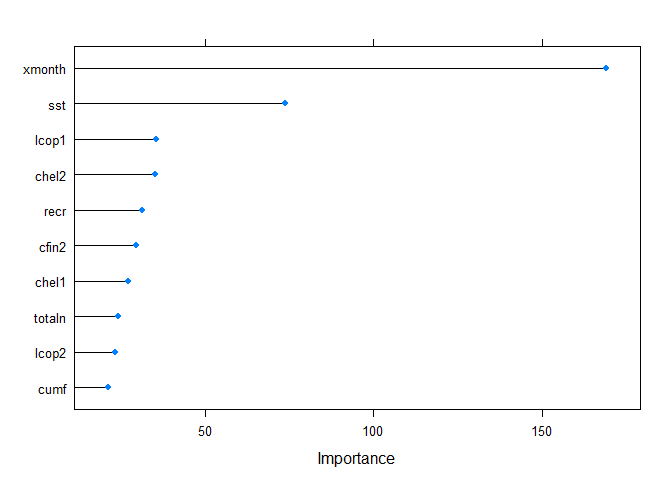 xmonth
sst
lcop1
chel2
recr
cfin2
chel1
totaln
lcop2
cumf
50 100 150
Importance